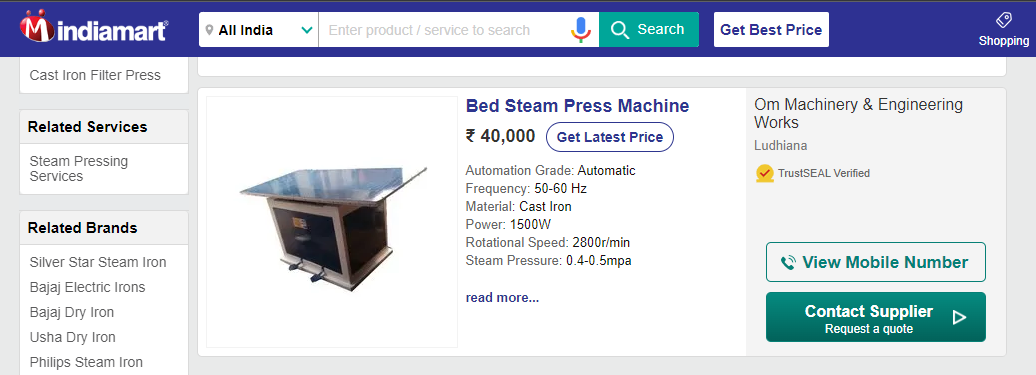 indiamart
All India
Enter product / service to search
Search
Get Best Price
Shopping
Cast Iron Filter Press
Related Services
Steam Pressing
Services
Related Brands
Silver Star Steam Iron
Bajaj Electric Irons
Bajaj Dry Iron
Usha Dry Iron
Philips Steam Iron
Bed Steam Press Machine
₹ 40,000 Get Latest Price
Automation Grade: Automatic
Frequency: 50-60 Hz
Material: Cast Iron
Power: 1500W
Rotational Speed: 2800r/min
Steam Pressure: 0.4-0.5mpa
read more...
Om Machinery & Engineering
Works
Ludhiana
TrustSEAL Verified
View Mobile Number
Contact Supplier
Request a quote